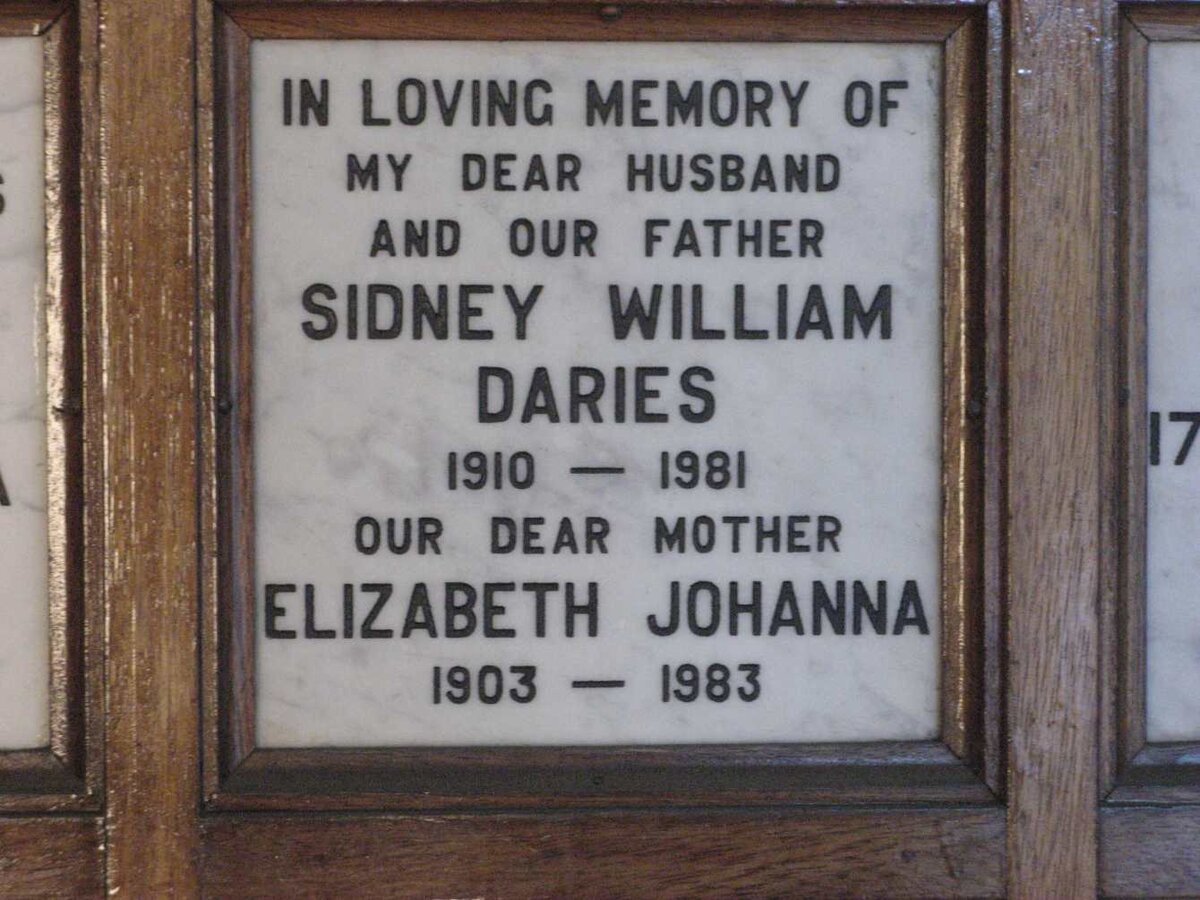 IN LOVING MEMORY OF
MY DEAR HUSBAND
AND OUR FATHER
SIDNEY WILLIAM
DARIES
1910 — 1981
OUR DEAR MOTHER
ELIZABETH JOHANNA
1903 — 1983